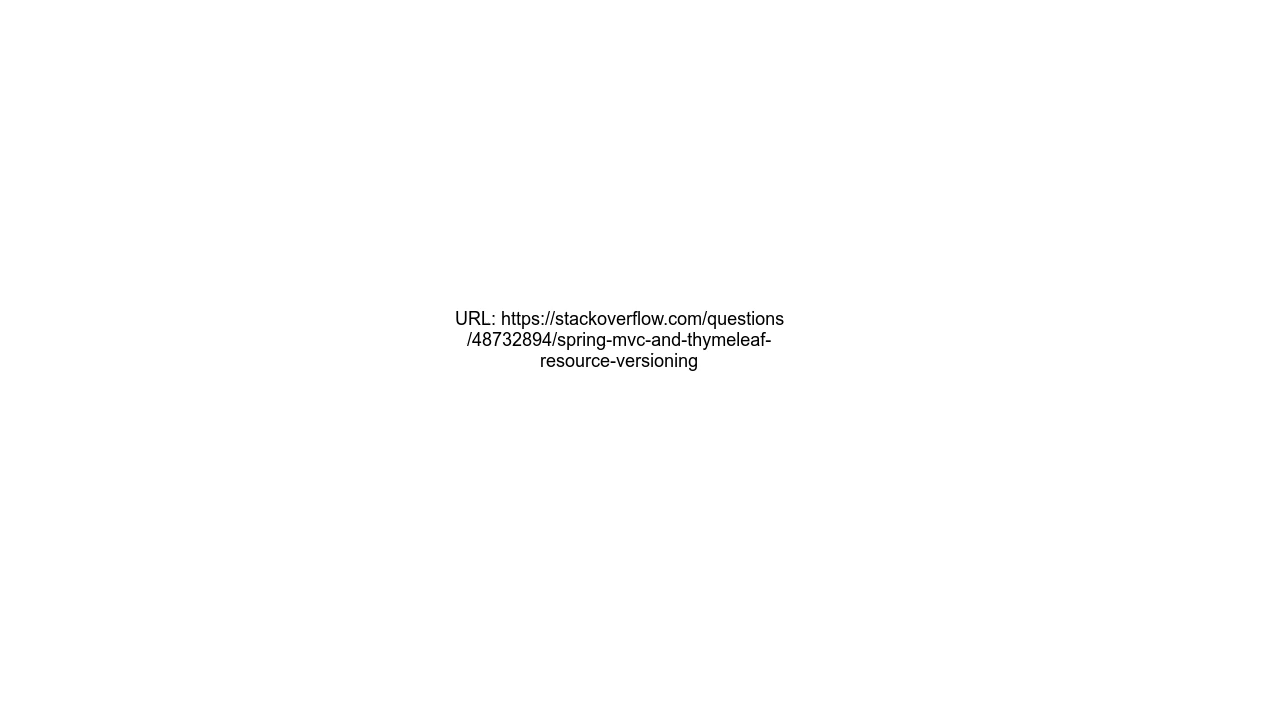 URL: https://stackoverflow.com/questions
/48732894/spring-mvc-and-thymeleaf-
resource-versioning